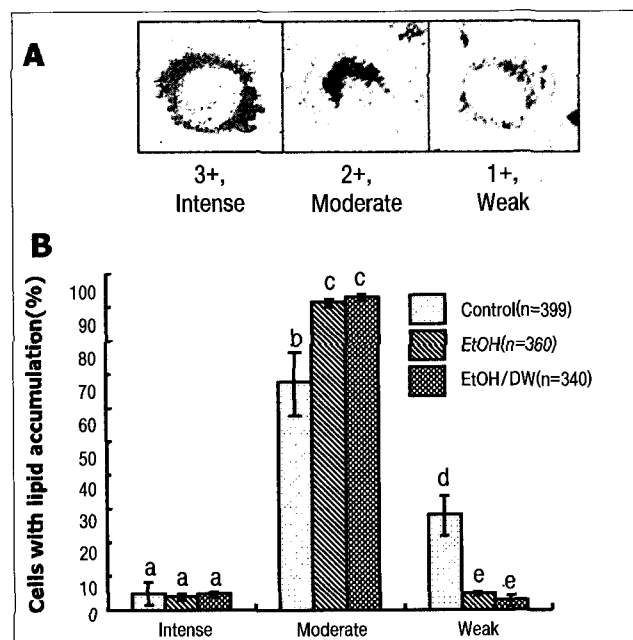 A
3+,
Intense
2+,
Moderate
1+,
Weak
B
Cells with lipid accumulation(%)
100
90
80
70
60
50
40
30
20
10
0
a
a
a
b
c
c
d
e
e
Control(n=399)
EtOH(n=360)
EtOH/DW(n=340)
Intense
Moderate
Weak